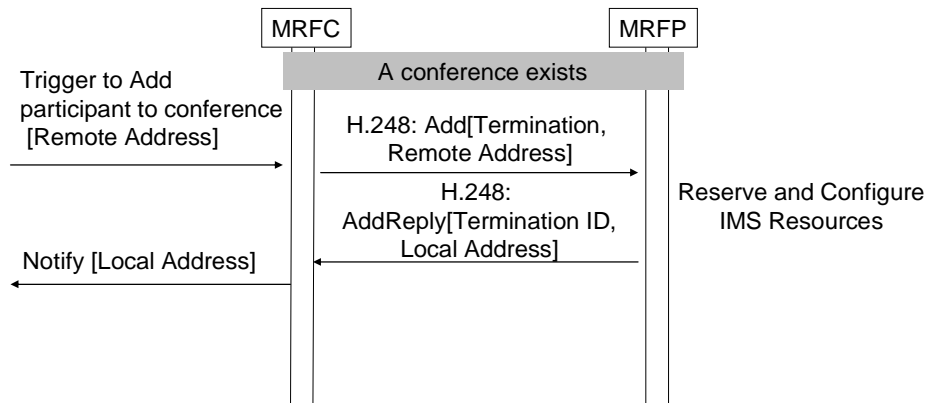 MRFC
MRFP
A conference exists
Trigger to Add
participant to conference
[Remote Address]
H.248: Add[Termination,
Remote Address]
H.248:
AddReply[Termination ID,
Local Address]
Reserve and Configure
IMS Resources
Notify [Local Address]